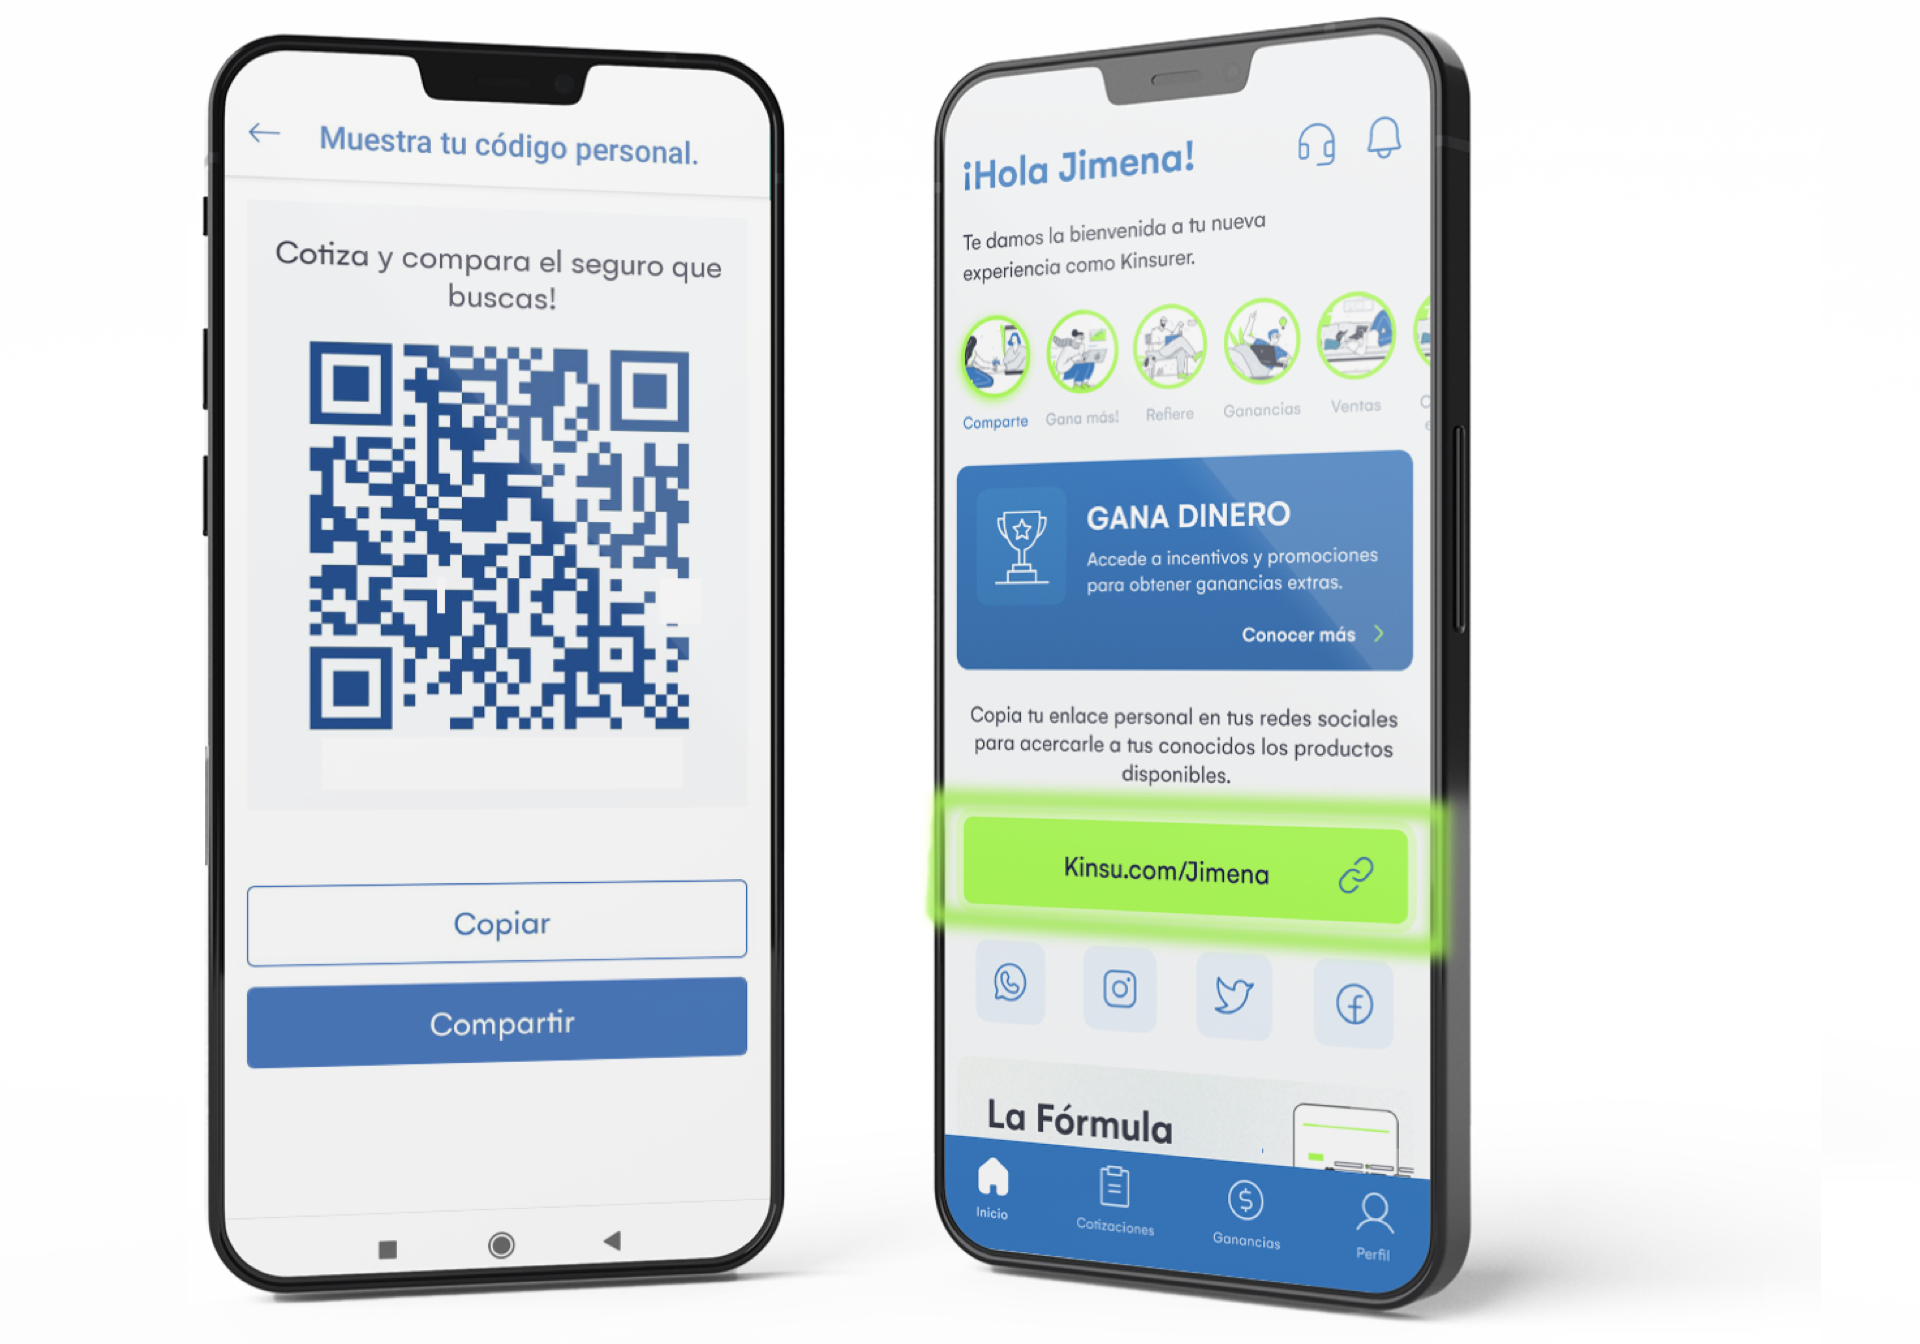 Muestra tu código personal.
Cotiza y compara el seguro que
buscas!
Copiar
Compartir
¡Hola Jimena!
Te damos la bienvenida a tu nueva
experiencia como Kinsurer.
Comparte
Gana más!
Refiere
Ganancias
Ventas
GANA DINERO
Accede a incentivos y promociones
para obtener ganancias extras.
Conocer más
Copia tu enlace personal en tus redes sociales
para acercarle a tus conocidos los productos
disponibles.
Kinsu.com/Jimena
La Fórmula
Inicio
Cotizaciones
Ganancias
Perfil